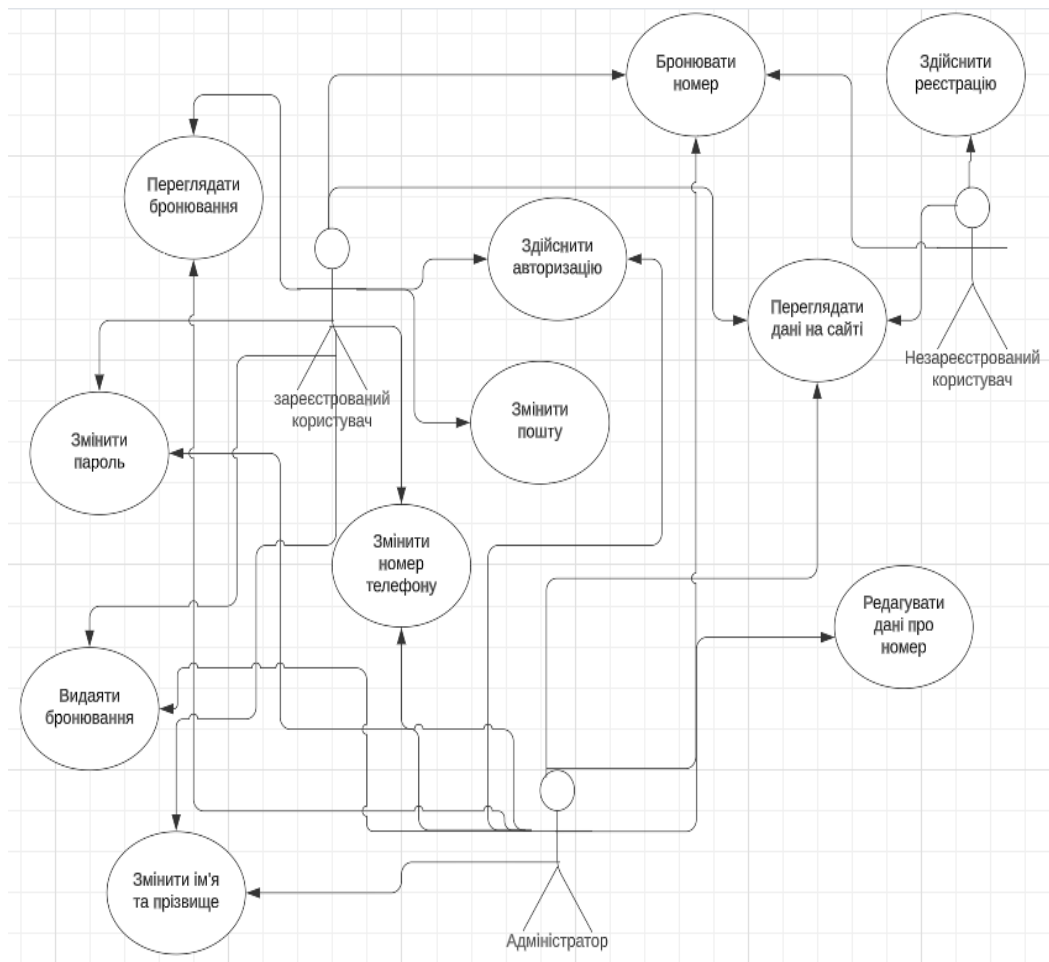 Бронювати
номер
Здійснити
реєстрацію
Переглядати
бронювання
Здійснити
авторизацію
Переглядати
дані на сайті
Незареєстрований
користувач
зареєстрований
користувач
Змінити
пошту
Змінити
пароль
Змінити
номер
телефону
Редагувати
дані про
номер
Видаяти
бронювання
Змінити ім'я
та прізвище
Адміністратор